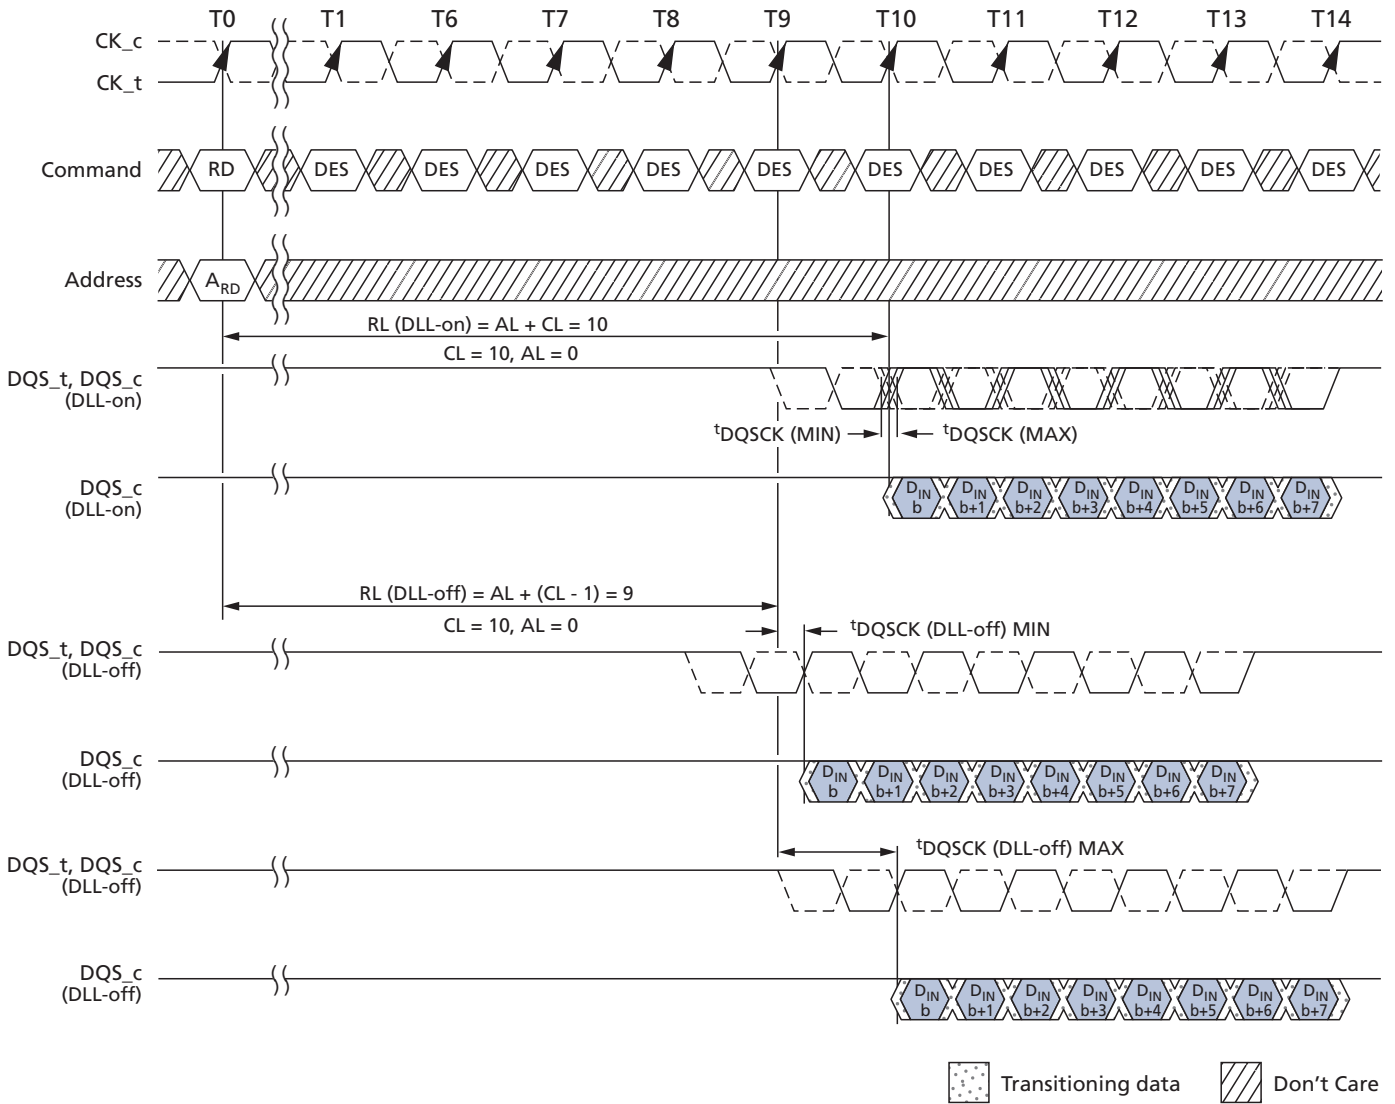 T0 T1 T6 T7 T8 T9 T10 T11 T12 T13 T14
CK_c
CK_t
Command RD DES DES DES DES DES DES DES DES DES DES
Address ARD
RL (DLL-on) = AL + CL = 10
CL = 10, AL = 0
DQS_t, DQS_c
(DLL-on)
tDQSCK (MIN) tDQSCK (MAX)
DQS_c
(DLL-on)
DIN DIN DIN DIN DIN DIN DIN DIN
b b+1 b+2 b+3 b+4 b+5 b+6 b+7
RL (DLL-off) = AL + (CL - 1) = 9
CL = 10, AL = 0
tDQSCK (DLL-off) MIN
DQS_t, DQS_c
(DLL-off)
DQS_c
(DLL-off)
DIN DIN DIN DIN DIN DIN DIN DIN
b b+1 b+2 b+3 b+4 b+5 b+6 b+7
tDQSCK (DLL-off) MAX
DQS_t, DQS_c
(DLL-off)
DQS_c
(DLL-off)
DIN DIN DIN DIN DIN DIN DIN DIN
b b+1 b+2 b+3 b+4 b+5 b+6 b+7
Transitioning data Don't Care